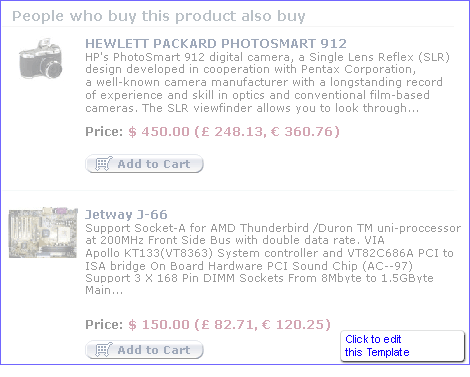 People who buy this product also buy
HEWLETT PACKARD PHOTOSMART 912
HP's PhotoSmart 912 digital camera, a Single Lens Reflex (SLR)
design developed in cooperation with Pentax Corporation,
a well-known camera manufacturer with a longstanding record
of experience and skill in optics and conventional film-based
cameras. The SLR viewfinder allows you to look through...
Price: $ 450.00 (£ 248.13, € 360.76)
Add to Cart
Jetway J-66
Support Socket-A for AMD Thunderbird /Duron TM uni-proccessor
at 200MHz Front Side Bus with double data rate. VIA
Apollo KT133(VT8363) System controller and VT82C686A PCI to
ISA bridge On Board Hardware PCI Sound Chip (AC--97)
Support 3 X 168 Pin DIMM Sockets From 8Mbyte to 1.5GByte
Main...
Price: $ 150.00 (£ 82.71, € 120.25)
Add to Cart
Click to edit
this Template